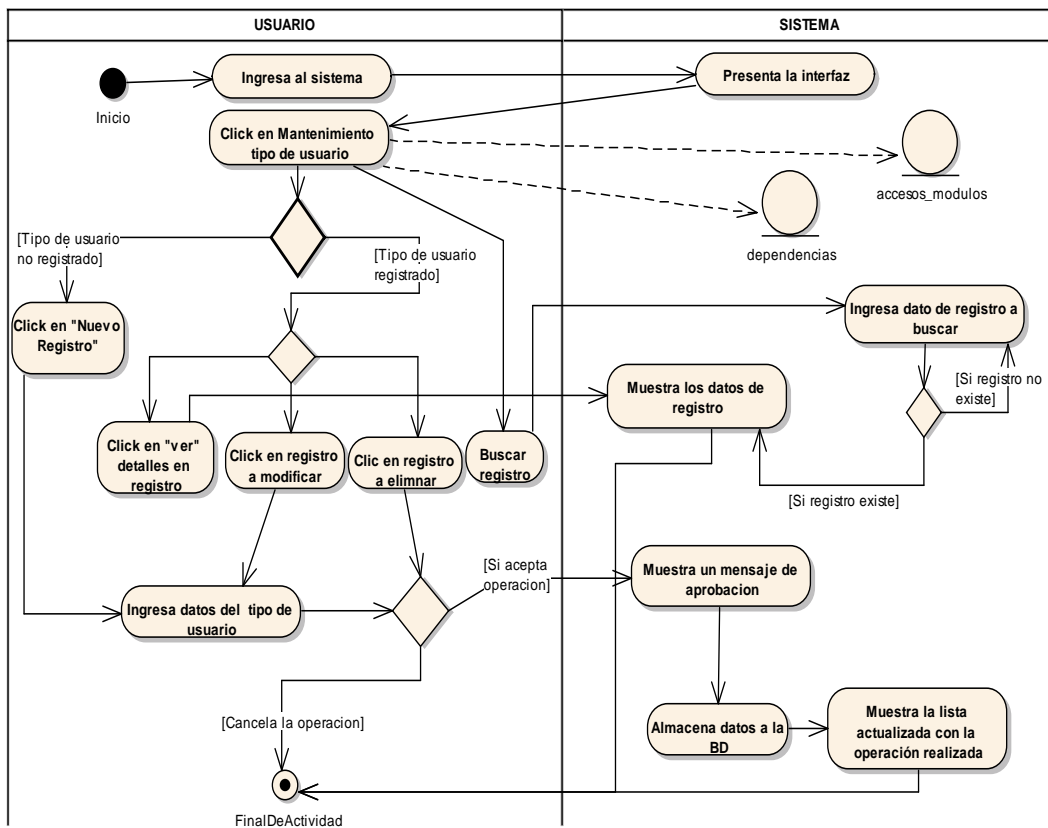 USUARIO
SISTEMA
Ingresa al sistema
Presenta la interfaz
Inicio
Click en Mantenimiento
tipo de usuario
accesos_modulos
dependencias
[Tipo de usuario
no registrado]
[Tipo de usuario
registrado]
Click en "Nuevo
Registro"
Ingresa dato de registro a
buscar
[Si registro no
existe]
Muestra los datos de
registro
Click en "ver"
detalles en
registro
Click en registro
a modificar
Clic en registro
a elimnar
Buscar
registro
[Si registro existe]
[Si acepta
operacion]
Muestra un mensaje de
aprobacion
Ingresa datos del tipo de
usuario
[Cancela la operacion]
Almacena datos a la
BD
Muestra la lista
actualizada con la
operación realizada
FinalDeActividad